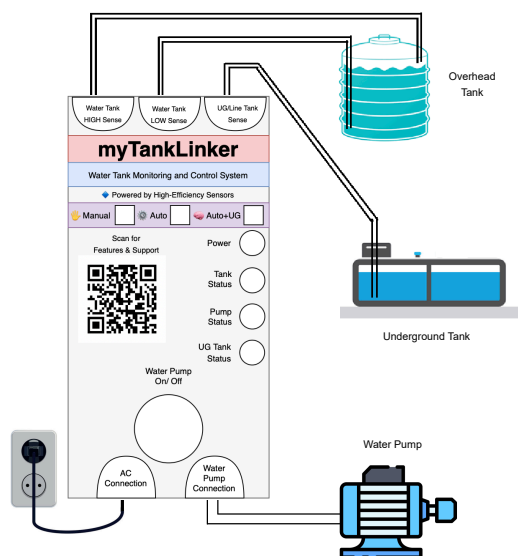 Water Tank
HIGH Sense
Water Tank
LOW Sense
UG/Line Tank
Sense
Overhead
Tank
myTankLinker
Water Tank Monitoring and Control System
Powered by High-Efficiency Sensors
Manual
Auto
Auto+UG
Scan for
Features & Support
Power
Tank
Status
Pump
Status
UG Tank
Status
Underground Tank
Water Pump
On/ Off
AC
Connection
Water
Pump
Connection
Water Pump